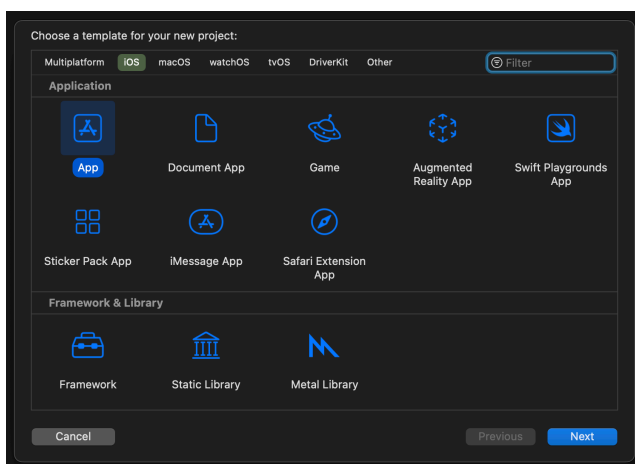 Choose a template for your new project:
Multiplatform iOS macOS watchOS tvOS DriverKit Other Filter
Application
App Document App Game Augmented Reality App Swift Playgrounds App
Sticker Pack App iMessage App Safari Extension App
Framework & Library
Framework Static Library Metal Library
Cancel Previous Next